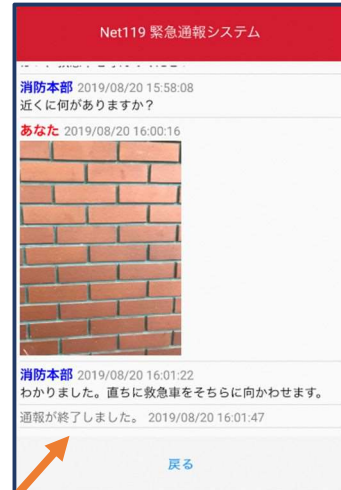 Net119 緊急通報システム
消防本部 2019/08/20 15:58:08
近くに何がありますか？
あなた 2019/08/20 16:00:16
消防本部 2019/08/20 16:01:22
わかりました。直ちに救急車をそちらに向かわせます。
通報が終了しました。 2019/08/20 16:01:47
戻る